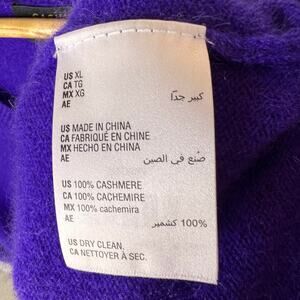 US XL
CA TG
MX XG
AE كبير جدًا
US MADE IN CHINA
CA FABRIQUÉ EN CHINE
MX HECHO EN CHINA
AE صُنع في الصين
US 100% CASHMERE
CA 100% CACHEMIRE
MX 100% cachemira
AE 100% كشمير
US DRY CLEAN.
CA NETTOYER À SEC.